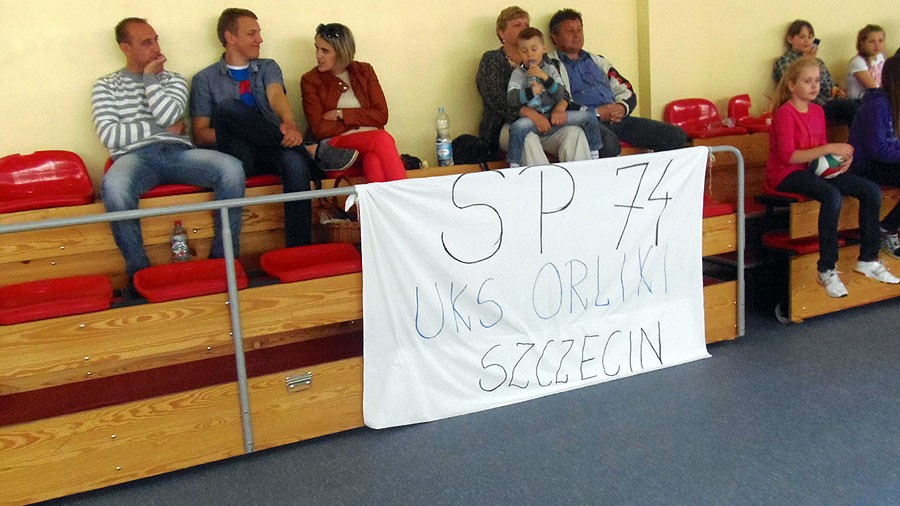 SP 74
UKS ORLIKI
SZCZECIN